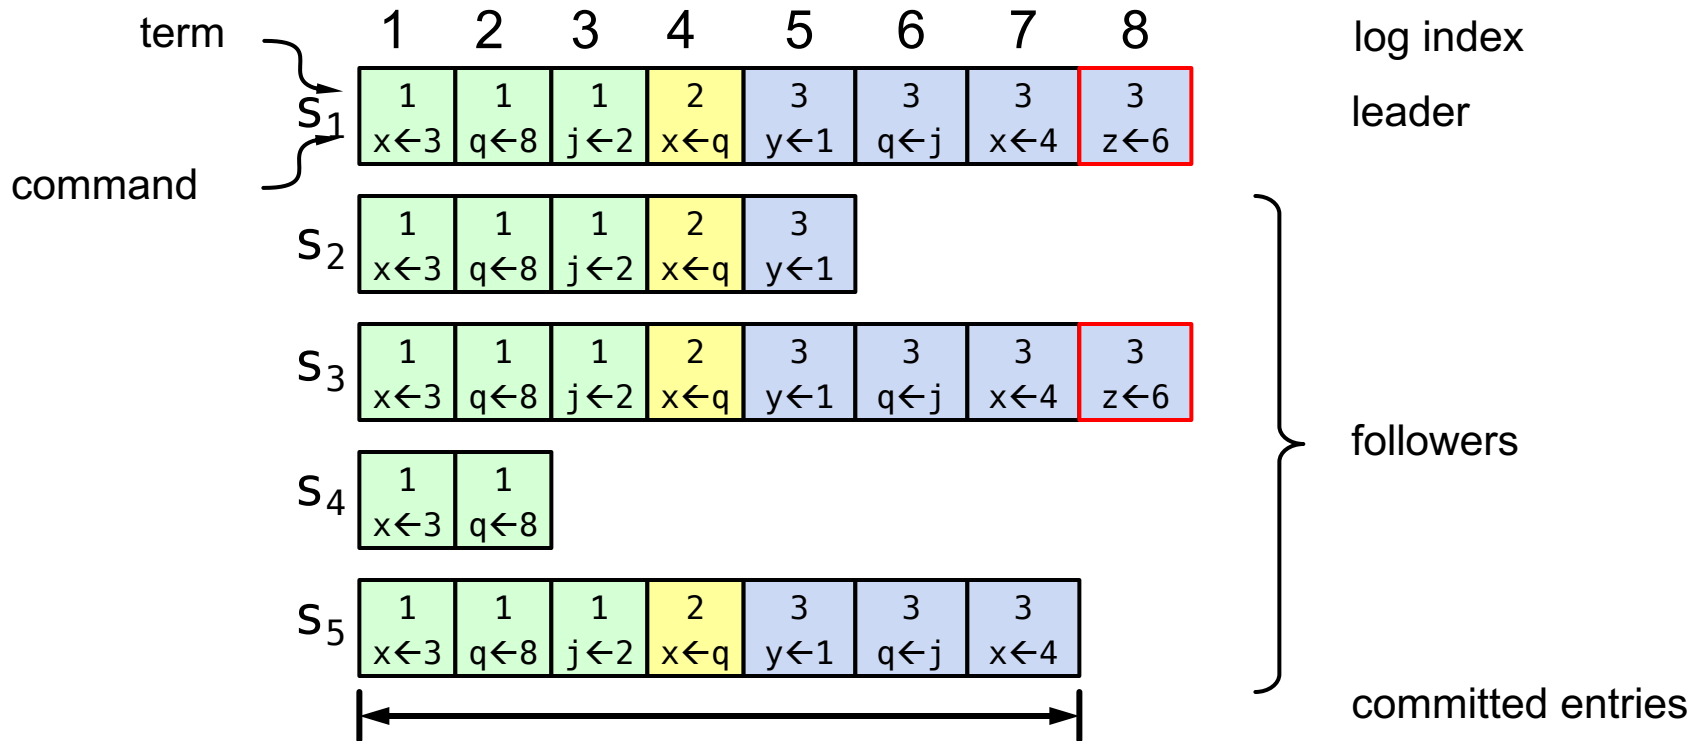 term
1 2 3 4 5 6 7 8
log index
s1
1 1 1 2 3 3 3 3
x←3 q←8 j←2 x←q y←1 q←j x←4 z←6
leader
command
s2
1 1 1 2 3
x←3 q←8 j←2 x←q y←1
s3
1 1 1 2 3 3 3 3
x←3 q←8 j←2 x←q y←1 q←j x←4 z←6
followers
s4
1 1
x←3 q←8
s5
1 1 1 2 3 3 3
x←3 q←8 j←2 x←q y←1 q←j x←4
committed entries